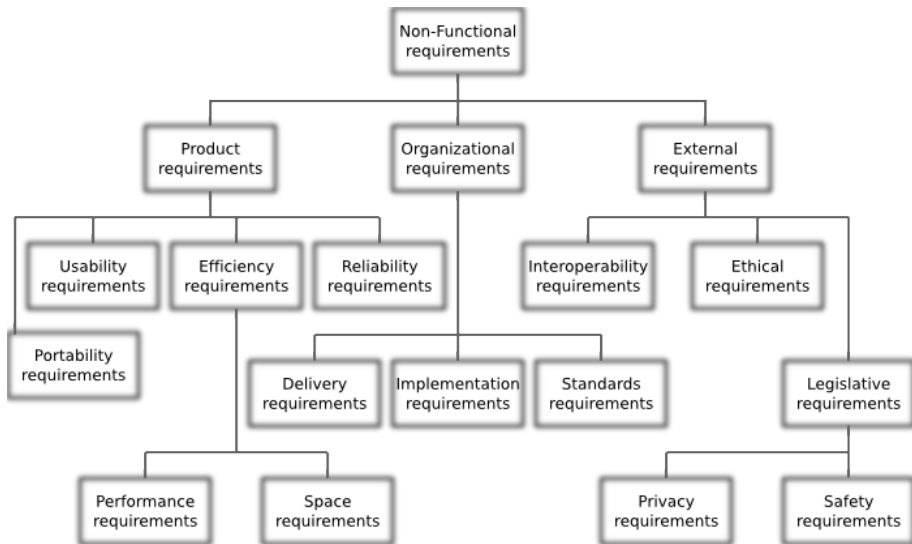 Non-Functional
requirements
Product
requirements
Organizational
requirements
External
requirements
Usability
requirements
Efficiency
requirements
Reliability
requirements
Interoperability
requirements
Ethical
requirements
Portability
requirements
Delivery
requirements
Implementation
requirements
Standards
requirements
Legislative
requirements
Performance
requirements
Space
requirements
Privacy
requirements
Safety
requirements